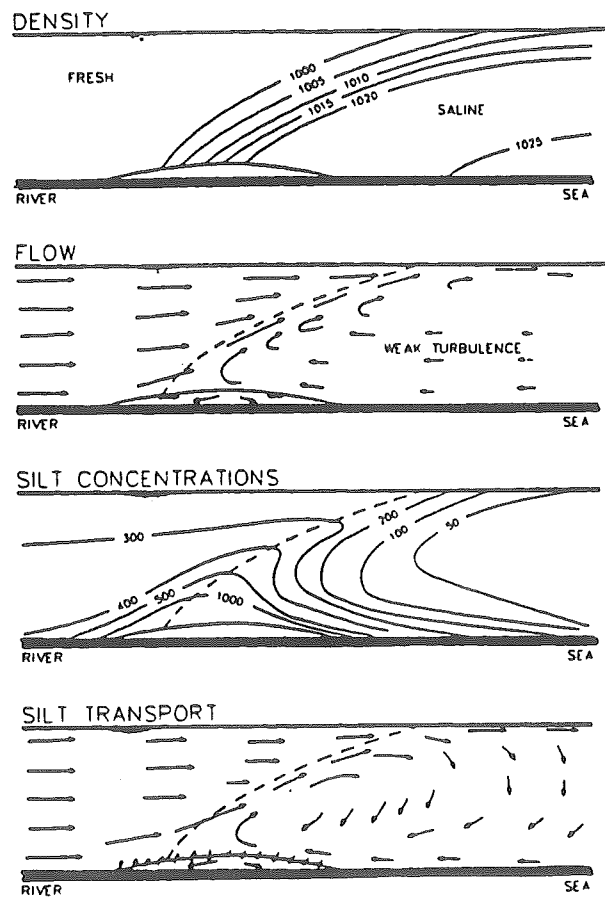 DENSITY
FRESH
1000
1005
1010
1015
1020
SALINE
1025
RIVER SEA
FLOW
WEAK TURBULENCE
RIVER SEA
SILT CONCENTRATIONS
300
200
100
50
400
500
1000
RIVER SEA
SILT TRANSPORT
RIVER SEA